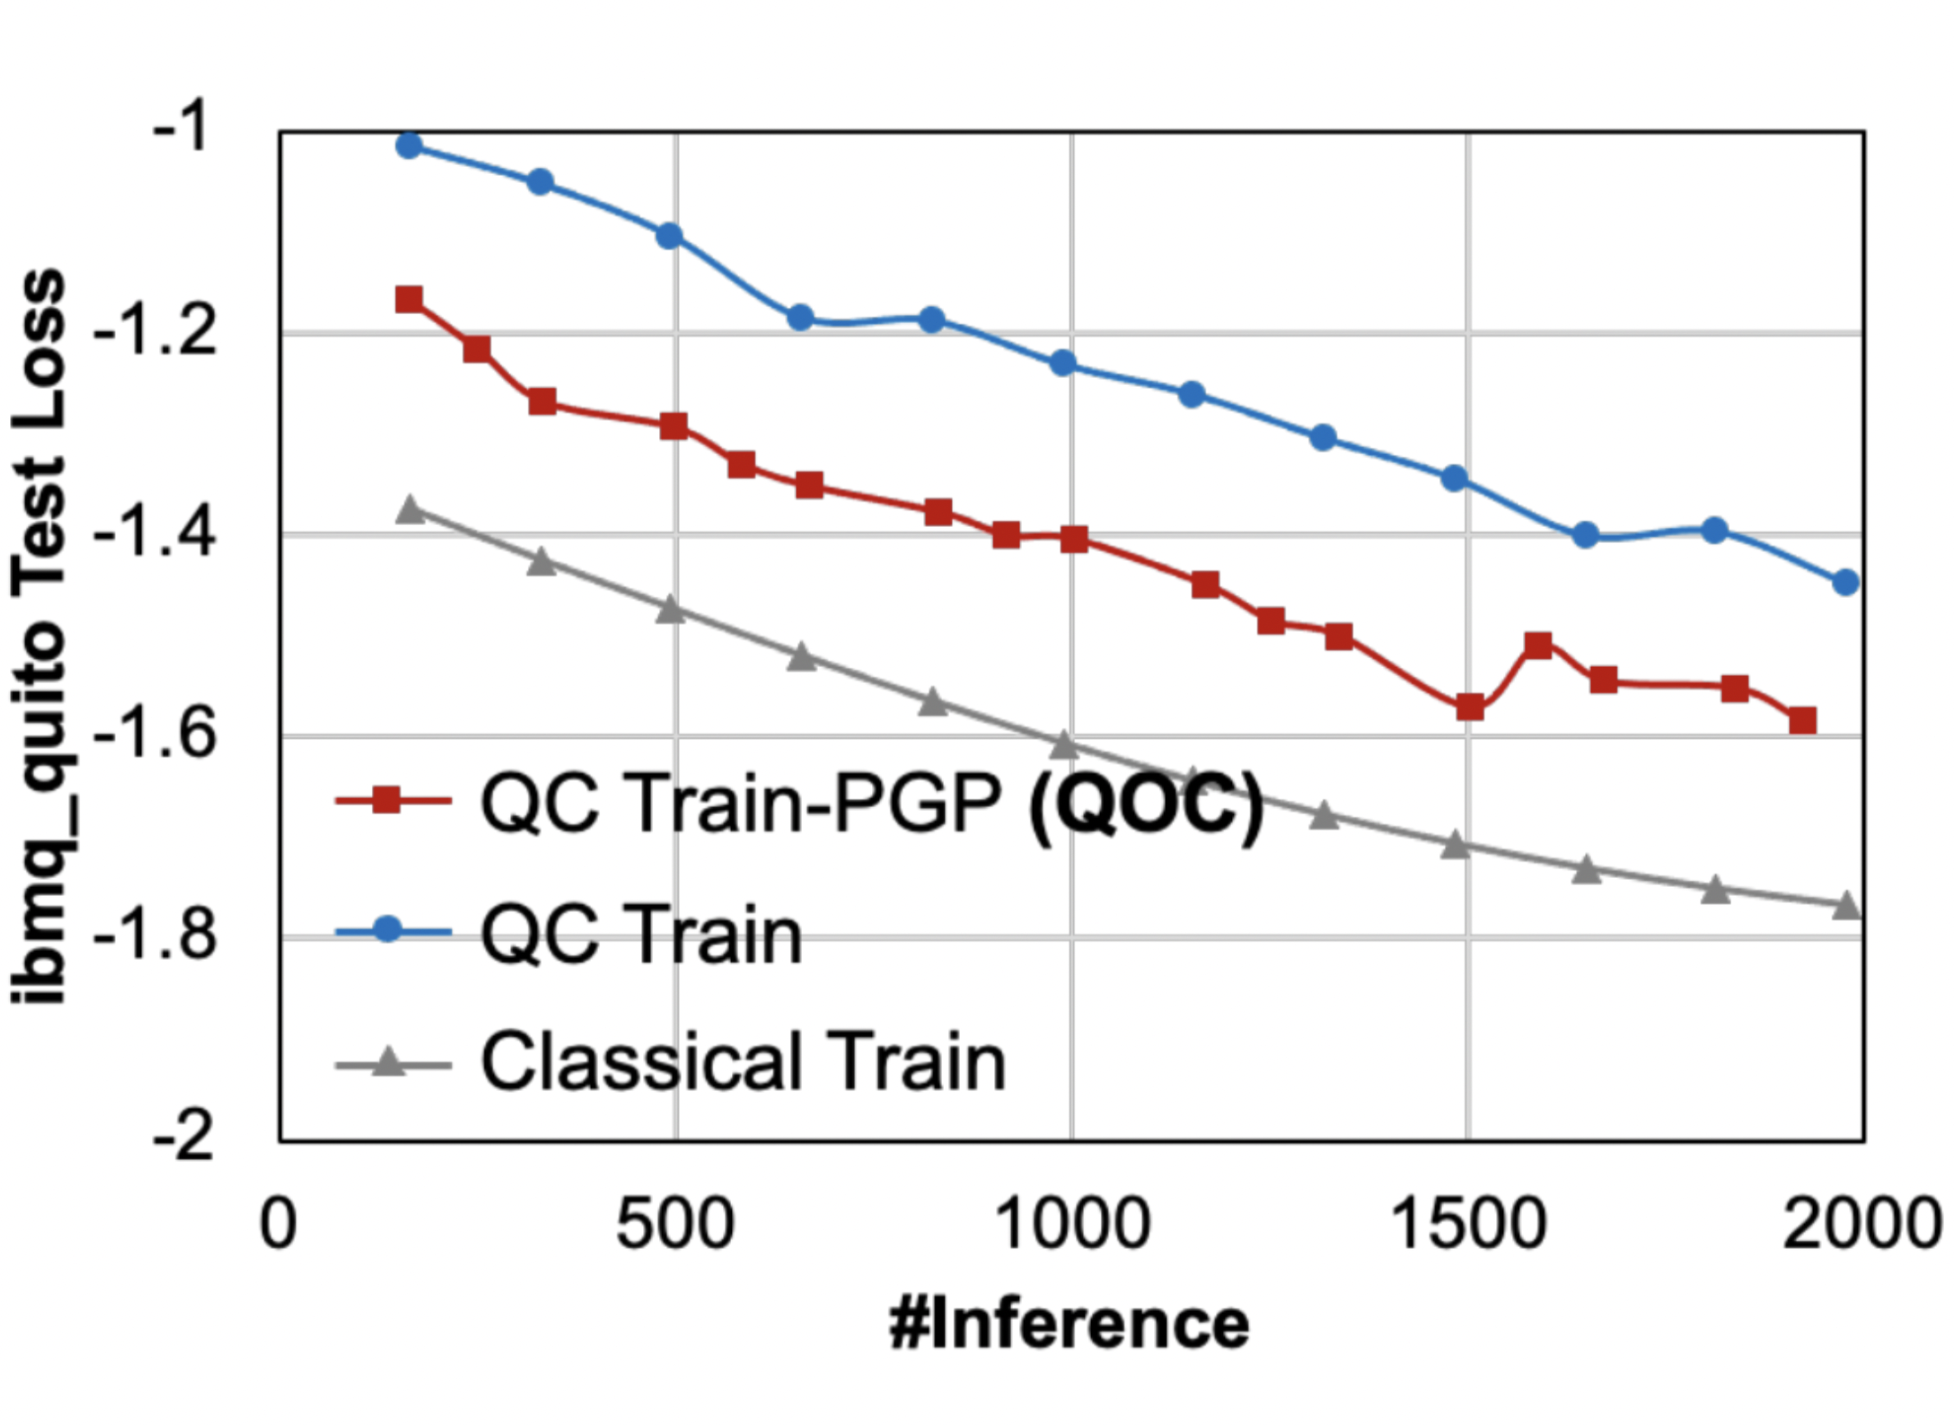 ibmq_quito Test Loss
-1
-1.2
-1.4
-1.6
-1.8
-2
QC Train-PGP (QOC)
QC Train
Classical Train
0 500 1000 1500 2000
#Inference